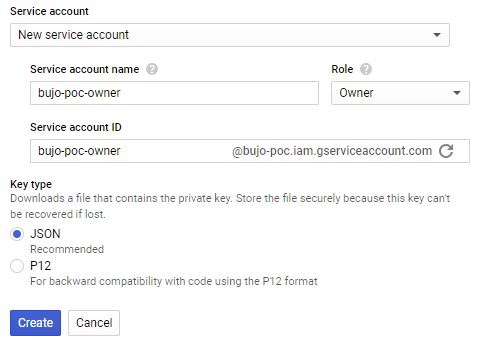 Service account
New service account
Service account name
Role
bujo-poc-owner
Owner
Service account ID
bujo-poc-owner @bujo-poc.iam.gserviceaccount.com
Key type
Downloads a file that contains the private key. Store the file securely because this key can't
be recovered if lost.
JSON
Recommended
P12
For backward compatibility with code using the P12 format
Create Cancel